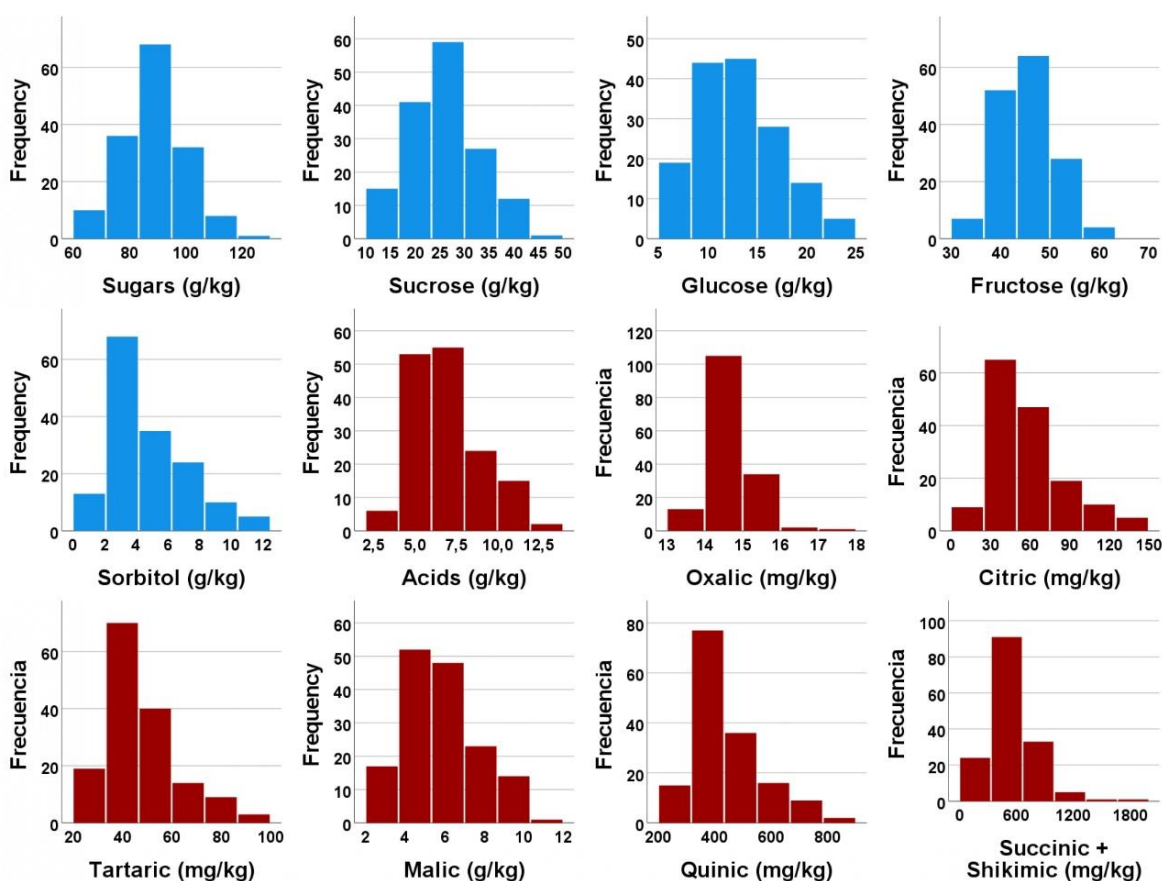 Frequency
60
40
20
0
60 80 100 120
Sugars (g/kg)
Frequency
60
50
40
30
20
10
0
10 15 20 25 30 35 40 45 50
Sucrose (g/kg)
Frequency
50
40
30
20
10
0
5 10 15 20 25
Glucose (g/kg)
Frequency
60
40
20
0
30 40 50 60 70
Fructose (g/kg)
Frequency
60
40
20
0
0 2 4 6 8 10 12
Sorbitol (g/kg)
Frequency
60
50
40
30
20
10
0
2,5 5,0 7,5 10,0 12,5
Acids (g/kg)
Frecuencia
120
100
80
60
40
20
0
13 14 15 16 17 18
Oxalic (mg/kg)
Frecuencia
60
40
20
0
0 30 60 90 120 150
Citric (mg/kg)
Frecuencia
60
40
20
0
20 40 60 80 100
Tartaric (mg/kg)
Frequency
60
50
40
30
20
10
0
2 4 6 8 10 12
Malic (g/kg)
Frecuencia
80
60
40
20
0
200 400 600 800
Quinic (mg/kg)
Frecuencia
100
80
60
40
20
0
0 600 1200 1800
Succinic +
Shikimic (mg/kg)